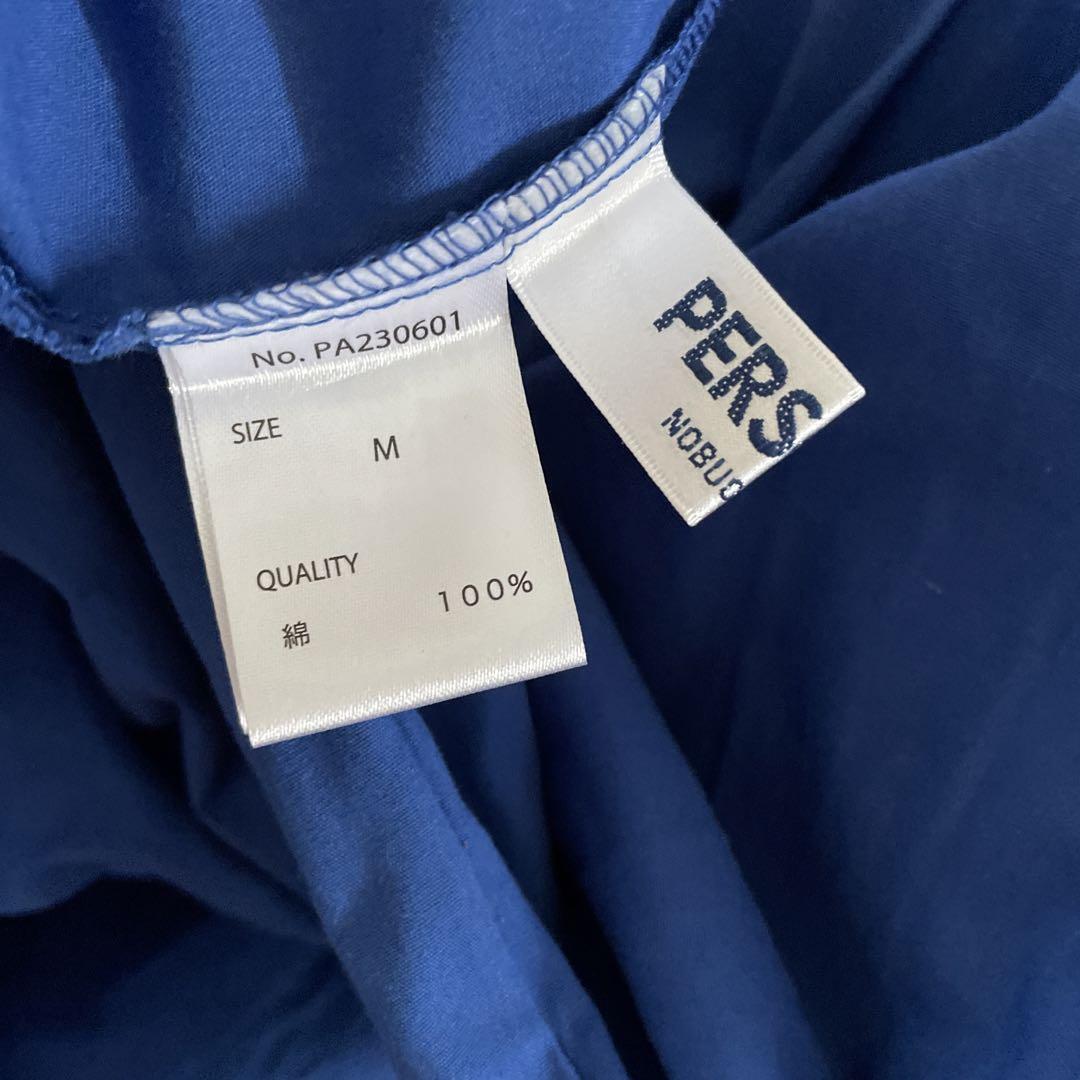 No. PA230601
SIZE
M
QUALITY
綿 100%
PERS